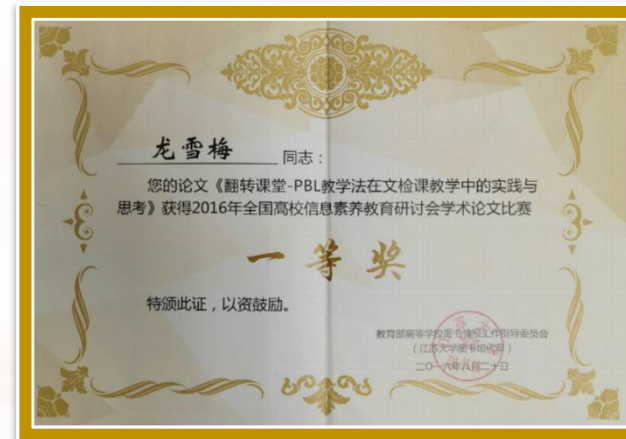 龙雪梅 同志：
您的论文《翻转课堂-PBL教学法在文检课教学中的实践与
思考》获得2016年全国高校信息素养教育研讨会学术论文比赛
一等奖
特颁此证，以资鼓励。
教育部高等学校图书情报工作指导委员会
（江苏大学图书馆代章）
二〇一六年八月二十日